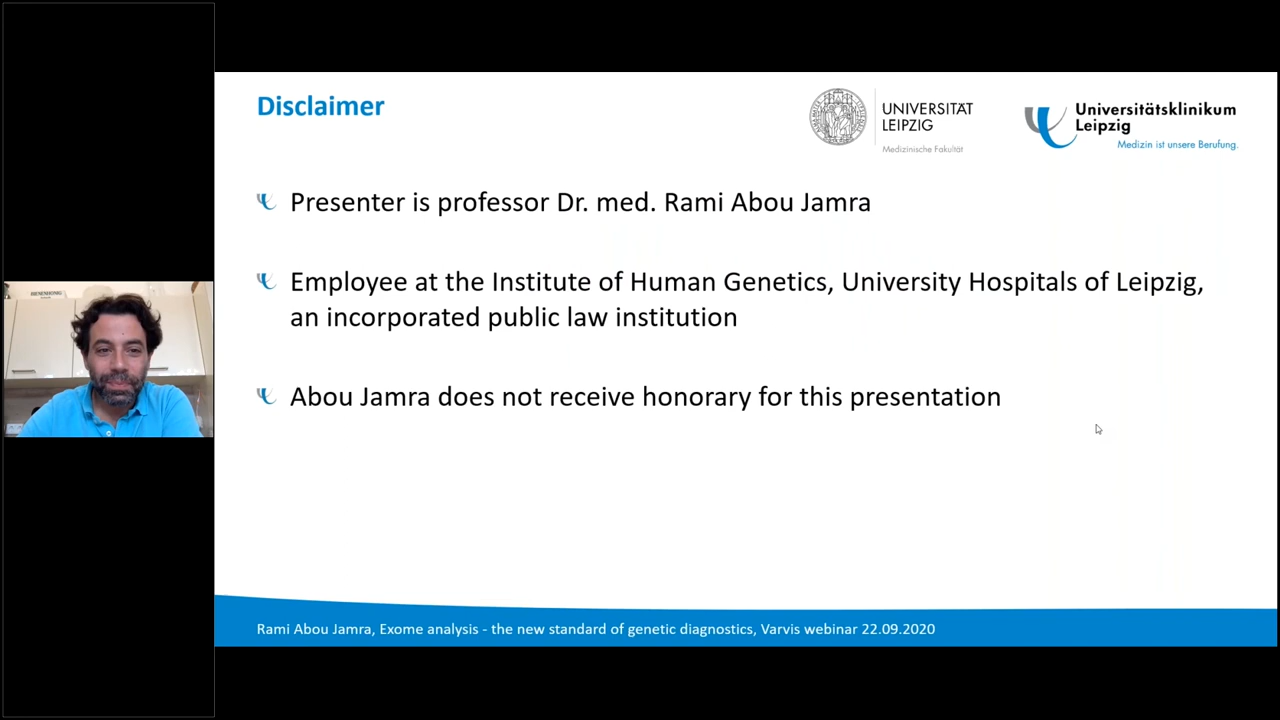 Disclaimer
UNIVERSITÄT
LEIPZIG
Medizinische Fakultät
Universitätsklinikum
Leipzig
Medizin ist unsere Berufung.
Presenter is professor Dr. med. Rami Abou Jamra
Employee at the Institute of Human Genetics, University Hospitals of Leipzig,
an incorporated public law institution
Abou Jamra does not receive honorary for this presentation
Rami Abou Jamra, Exome analysis - the new standard of genetic diagnostics, Varvis webinar 22.09.2020